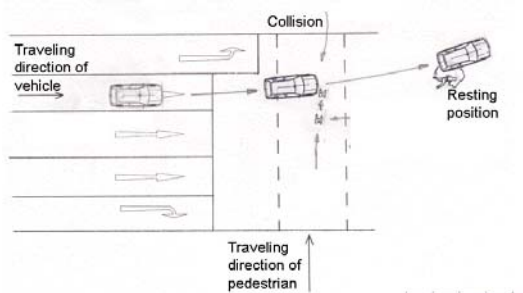 Collision
Traveling
direction of
vehicle
Resting
position
Traveling
direction of
pedestrian